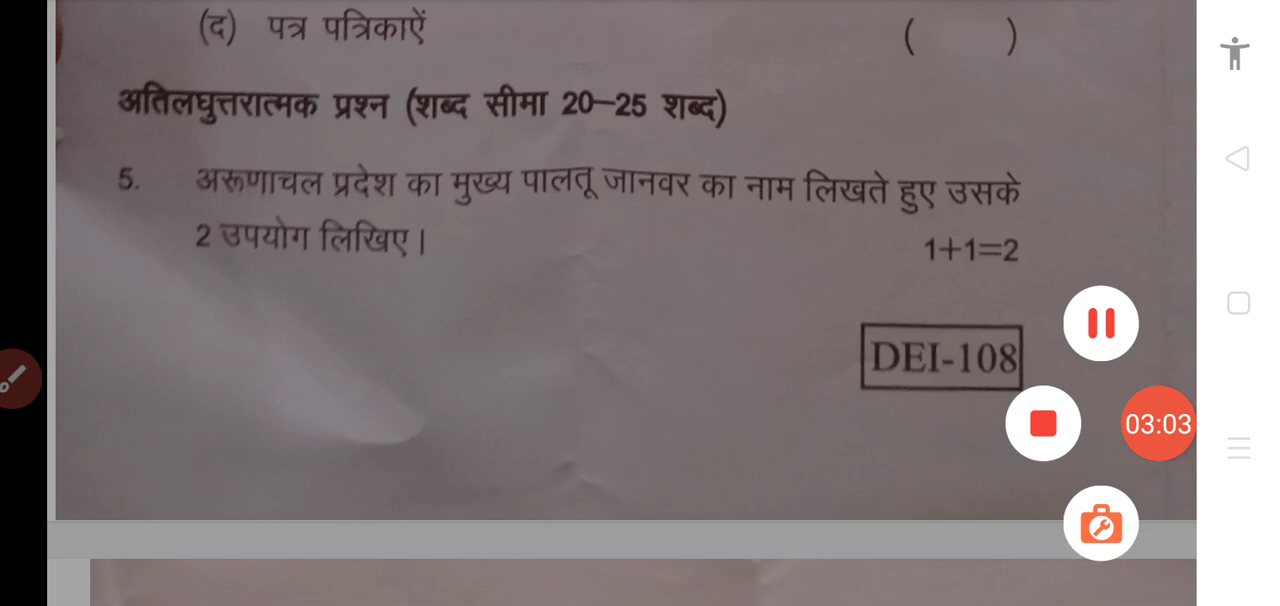 (द) पत्र पत्रिकाऐं ( )
अतिलघुत्तरात्मक प्रश्न (शब्द सीमा 20–25 शब्द)
5. अरूणाचल प्रदेश का मुख्य पालतू जानवर का नाम लिखते हुए उसके
2 उपयोग लिखिए। 1+1=2
DEI-108
03:03